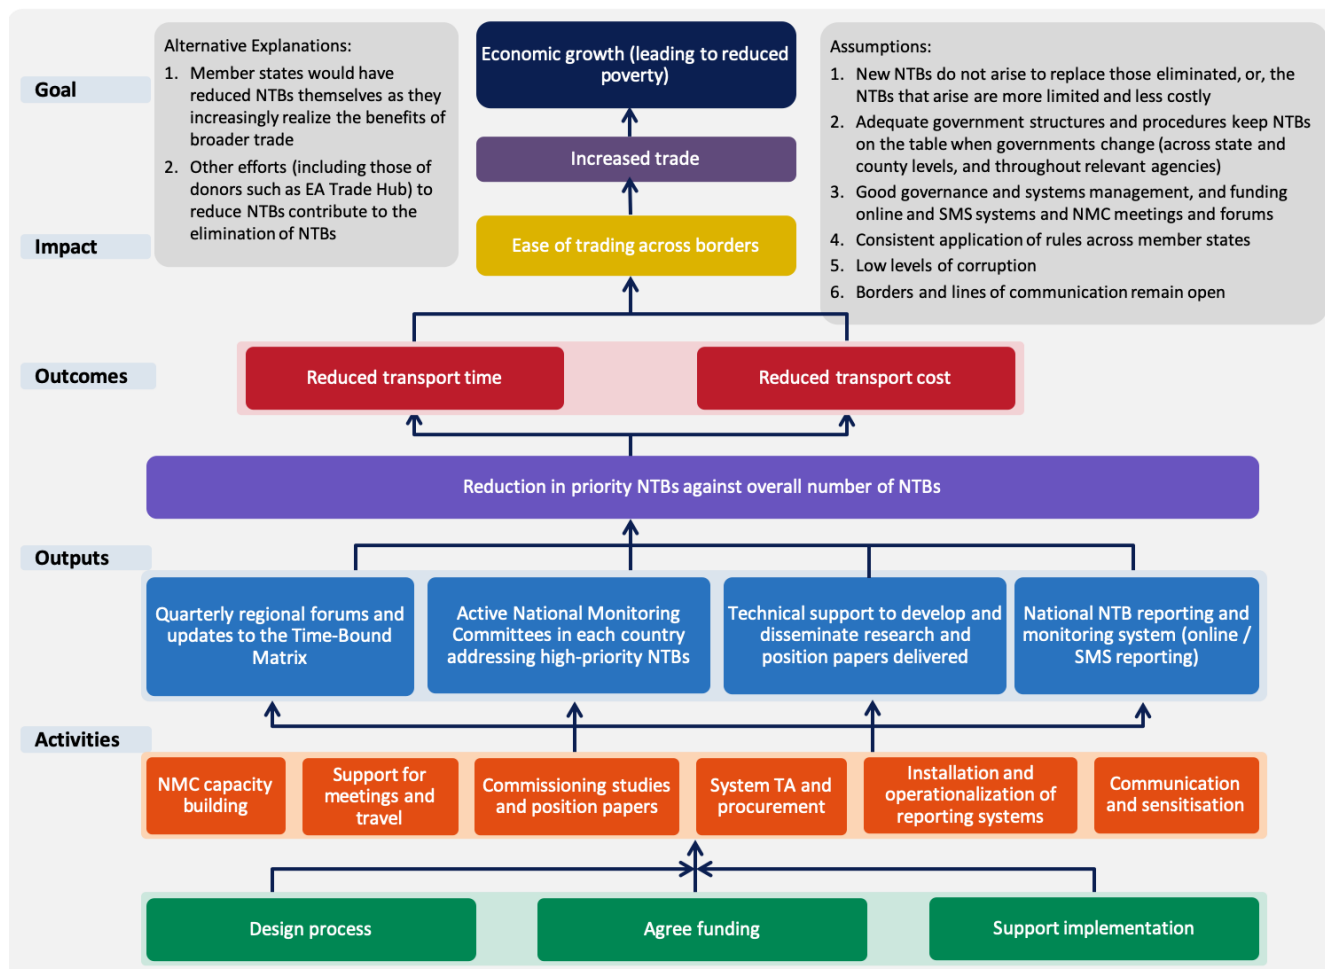 Alternative Explanations:
1. Member states would have
reduced NTBs themselves as they
increasingly realize the benefits of
broader trade
2. Other efforts (including those of
donors such as EA Trade Hub) to
reduce NTBs contribute to the
elimination of NTBs
Economic growth (leading to reduced
poverty)
Assumptions:
1. New NTBs do not arise to replace those eliminated, or, the
NTBs that arise are more limited and less costly
2. Adequate government structures and procedures keep NTBs
on the table when governments change (across state and
county levels, and throughout relevant agencies)
3. Good governance and systems management, and funding
online and SMS systems and NMC meetings and forums
4. Consistent application of rules across member states
5. Low levels of corruption
6. Borders and lines of communication remain open
Goal
Increased trade
Impact
Ease of trading across borders
Outcomes
Reduced transport time
Reduced transport cost
Reduction in priority NTBs against overall number of NTBs
Outputs
Quarterly regional forums and
updates to the Time-Bound
Matrix
Active National Monitoring
Committees in each country
addressing high-priority NTBs
Technical support to develop and
disseminate research and
position papers delivered
National NTB reporting and
monitoring system (online /
SMS reporting)
Activities
NMC capacity
building
Support for
meetings and
travel
Commissioning studies
and position papers
System TA and
procurement
Installation and
operationalization of
reporting systems
Communication
and sensitisation
Design process
Agree funding
Support implementation